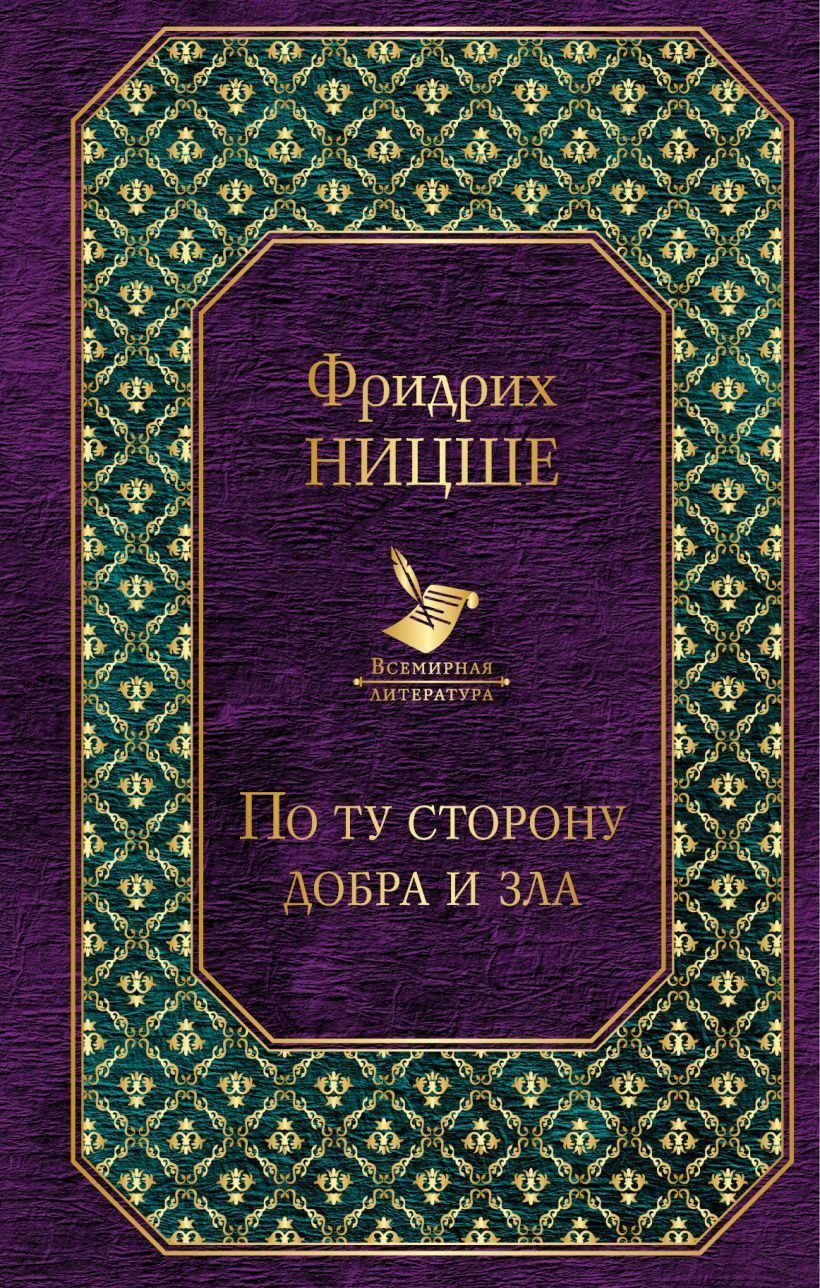 Фридрих
НИЦШЕ
Всемирная
литература
По ту сторону
добра и зла